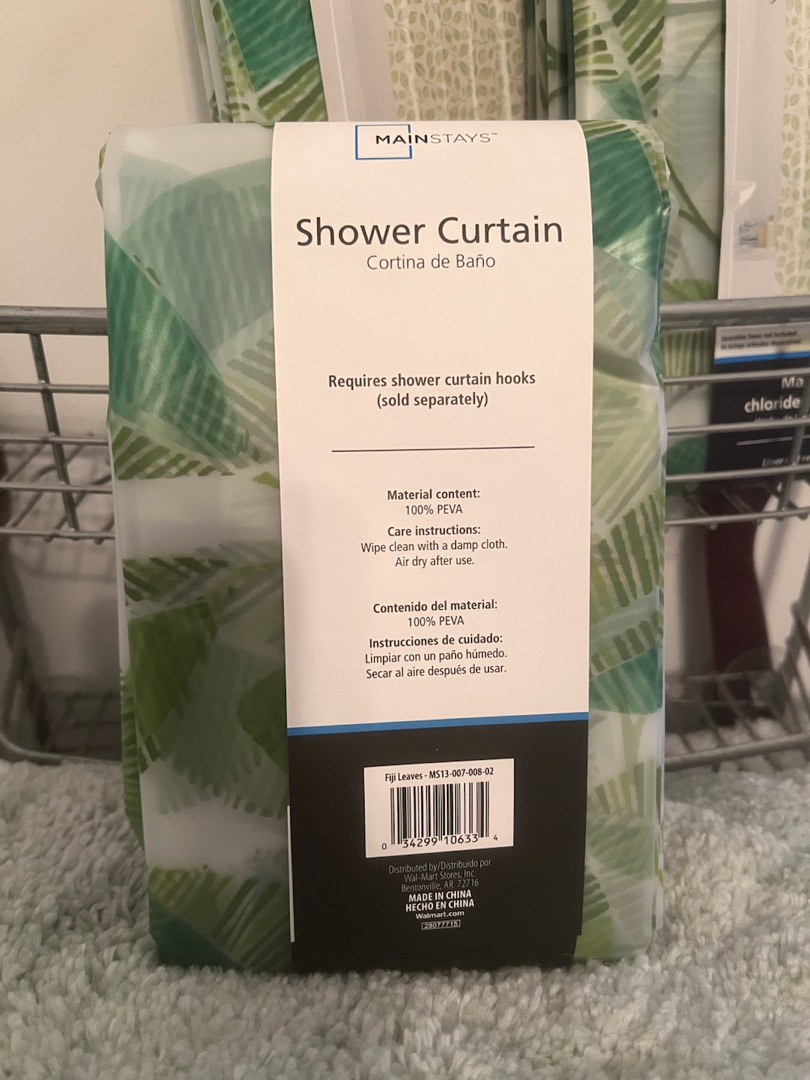 MAINSTAYS™
Shower Curtain
Cortina de Baño
Requires shower curtain hooks
(sold separately)
Material content:
100% PEVA
Care instructions:
Wipe clean with a damp cloth.
Air dry after use.
Contenido del material:
100% PEVA
Instrucciones de cuidado:
Limpiar con un paño húmedo.
Secar al aire después de usar.
Fiji Leaves - MS13-007-008-02
0 34299 10633 4
Distributed by/Distribuido por
Wal-Mart Stores, Inc.
Bentonville, AR 72716
MADE IN CHINA
HECHO EN CHINA
Walmart.com
28077715
Ma
chloride